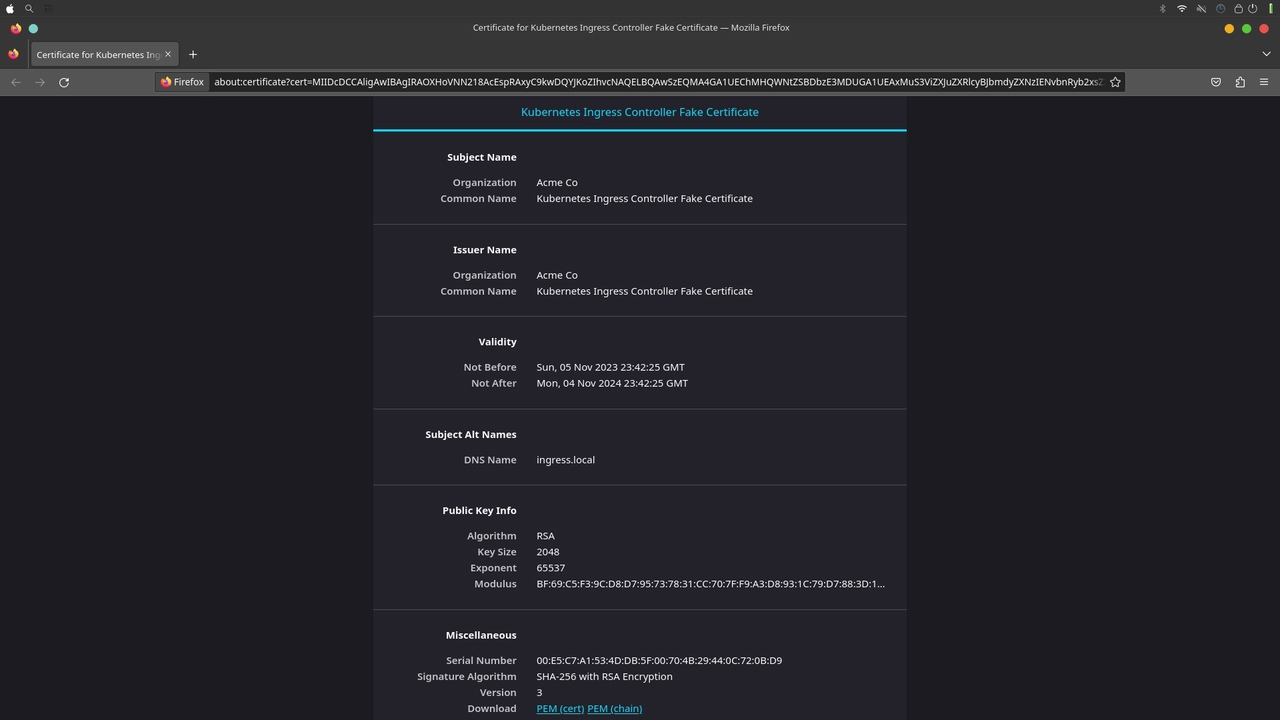 Certificate for Kubernetes Ingress Controller Fake Certificate — Mozilla Firefox
Certificate for Kubernetes Ing
Firefox
about:certificate?cert=MIIDcDCCAligAwIBAgIRAOXHoVNN218AcEspRAxyC9kwDQYJKoZIhvcNAQELBQAwSzEQMA4GA1UEChMHQWNtZSBDbzE3MDUGA1UEAxMuS3ViZXJuZXRlcyBJbmdyZXNzIENvbnRyb2xsZ
Kubernetes Ingress Controller Fake Certificate
Subject Name
Organization Acme Co
Common Name Kubernetes Ingress Controller Fake Certificate
Issuer Name
Organization Acme Co
Common Name Kubernetes Ingress Controller Fake Certificate
Validity
Not Before Sun, 05 Nov 2023 23:42:25 GMT
Not After Mon, 04 Nov 2024 23:42:25 GMT
Subject Alt Names
DNS Name ingress.local
Public Key Info
Algorithm RSA
Key Size 2048
Exponent 65537
Modulus BF:69:C5:F3:9C:D8:D7:95:73:78:31:CC:70:7F:F9:A3:D8:93:1C:79:D7:88:3D:1...
Miscellaneous
Serial Number 00:E5:C7:A1:53:4D:DB:5F:00:70:4B:29:44:0C:72:0B:D9
Signature Algorithm SHA-256 with RSA Encryption
Version 3
Download PEM (cert) PEM (chain)